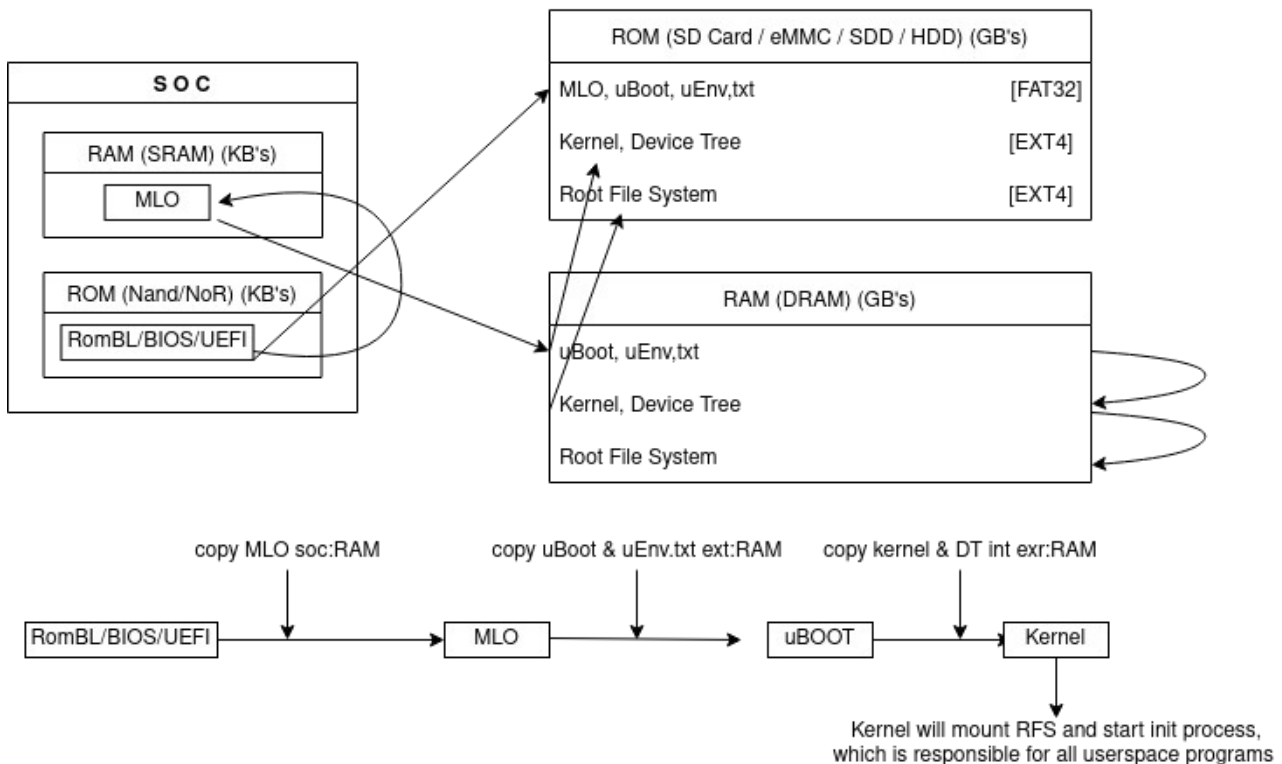 ROM (SD Card / eMMC / SDD / HDD) (GB's)
MLO, uBoot, uEnv,txt [FAT32]
Kernel, Device Tree [EXT4]
Root File System [EXT4]
S O C
RAM (SRAM) (KB's)
MLO
ROM (Nand/NoR) (KB's)
RomBL/BIOS/UEFI
RAM (DRAM) (GB's)
uBoot, uEnv,txt
Kernel, Device Tree
Root File System
copy MLO soc:RAM
copy uBoot & uEnv.txt ext:RAM
copy kernel & DT int exr:RAM
RomBL/BIOS/UEFI
MLO
uBOOT
Kernel
Kernel will mount RFS and start init process,
which is responsible for all userspace programs